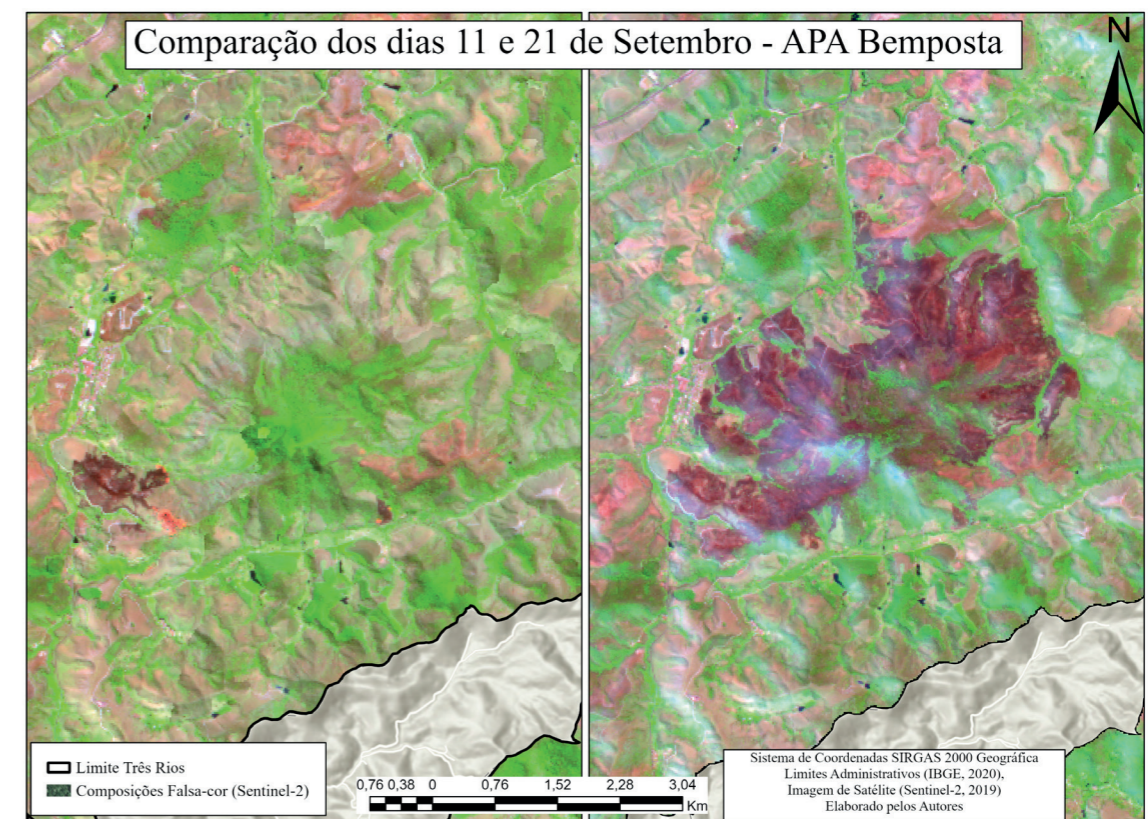 Comparação dos dias 11 e 21 de Setembro - APA Bemposta
N
Limite Três Rios
Composições Falsa-cor (Sentinel-2)
0,76 0,38 0 0,76 1,52 2,28 3,04
Km
Sistema de Coordenadas SIRGAS 2000 Geográfica
Limites Administrativos (IBGE, 2020),
Imagem de Satélite (Sentinel-2, 2019)
Elaborado pelos Autores